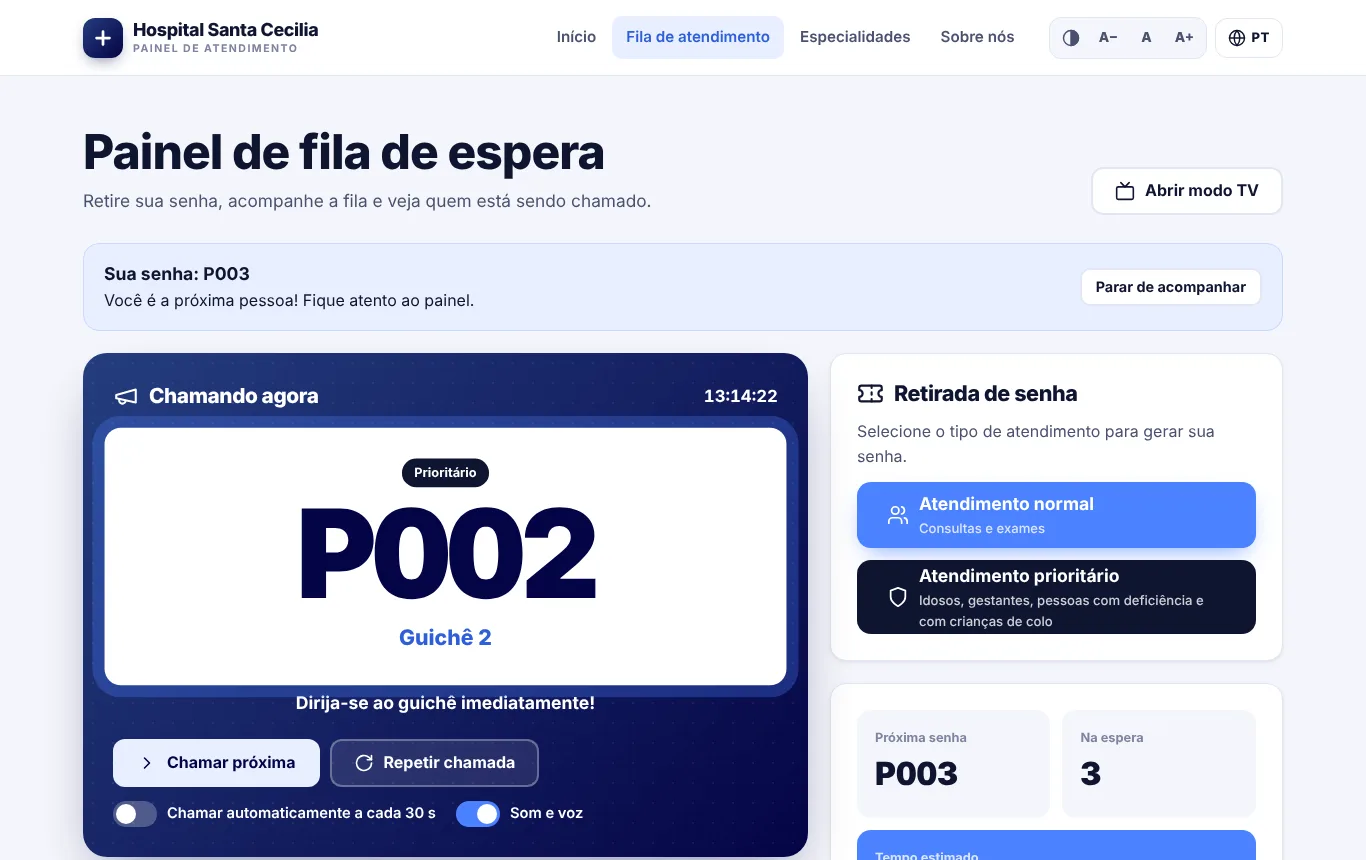 Hospital Santa Cecilia
PAINEL DE ATENDIMENTO
Início
Fila de atendimento
Especialidades
Sobre nós
A−
A
A+
PT
Painel de fila de espera
Retire sua senha, acompanhe a fila e veja quem está sendo chamado.
Abrir modo TV
Sua senha: P003
Você é a próxima pessoa! Fique atento ao painel.
Parar de acompanhar
Chamando agora
13:14:22
Prioritário
P002
Guichê 2
Dirija-se ao guichê imediatamente!
Chamar próxima
Repetir chamada
Chamar automaticamente a cada 30 s
Som e voz
Retirada de senha
Selecione o tipo de atendimento para gerar sua
senha.
Atendimento normal
Consultas e exames
Atendimento prioritário
Idosos, gestantes, pessoas com deficiência e
com crianças de colo
Próxima senha
P003
Na espera
3
Tempo estimado